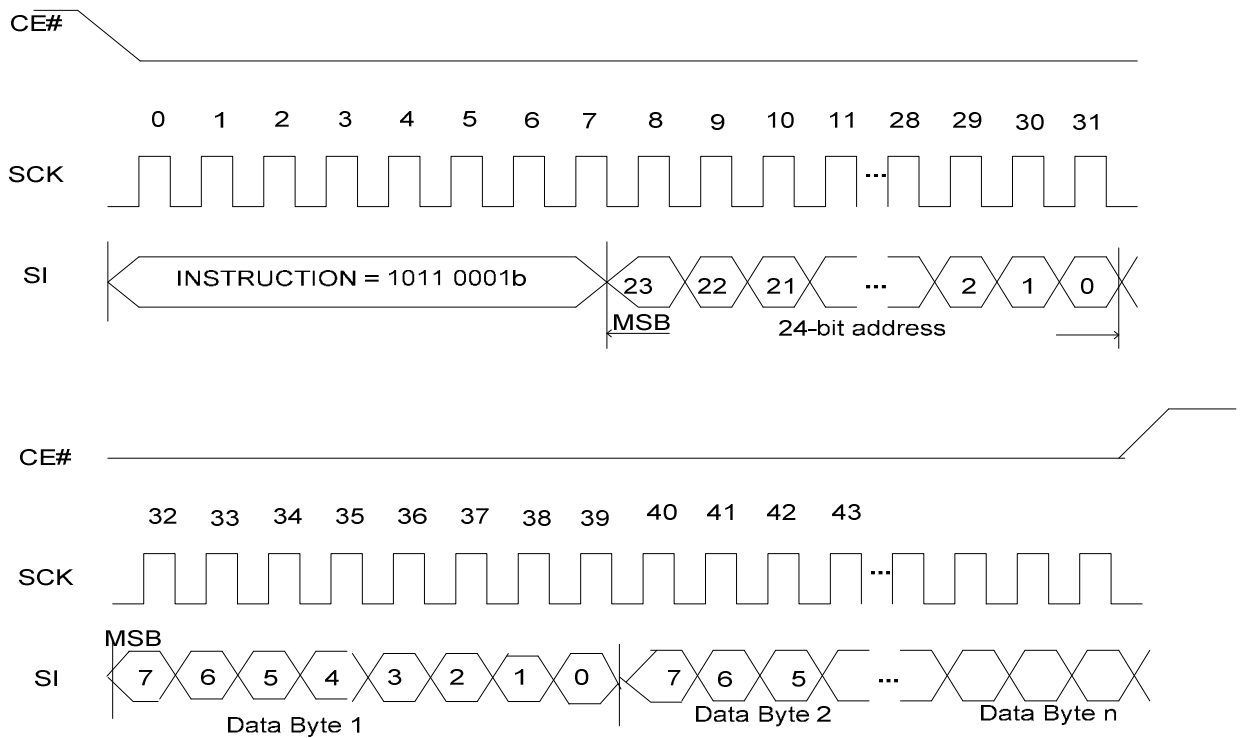 CE#
0 1 2 3 4 5 6 7 8 9 10 11 28 29 30 31
SCK ...
SI INSTRUCTION = 1011 0001b 23 22 21 ... 2 1 0
MSB 24-bit address
CE#
32 33 34 35 36 37 38 39 40 41 42 43
SCK ...
MSB
SI 7 6 5 4 3 2 1 0 7 6 5 ...
Data Byte 1 Data Byte 2 Data Byte n